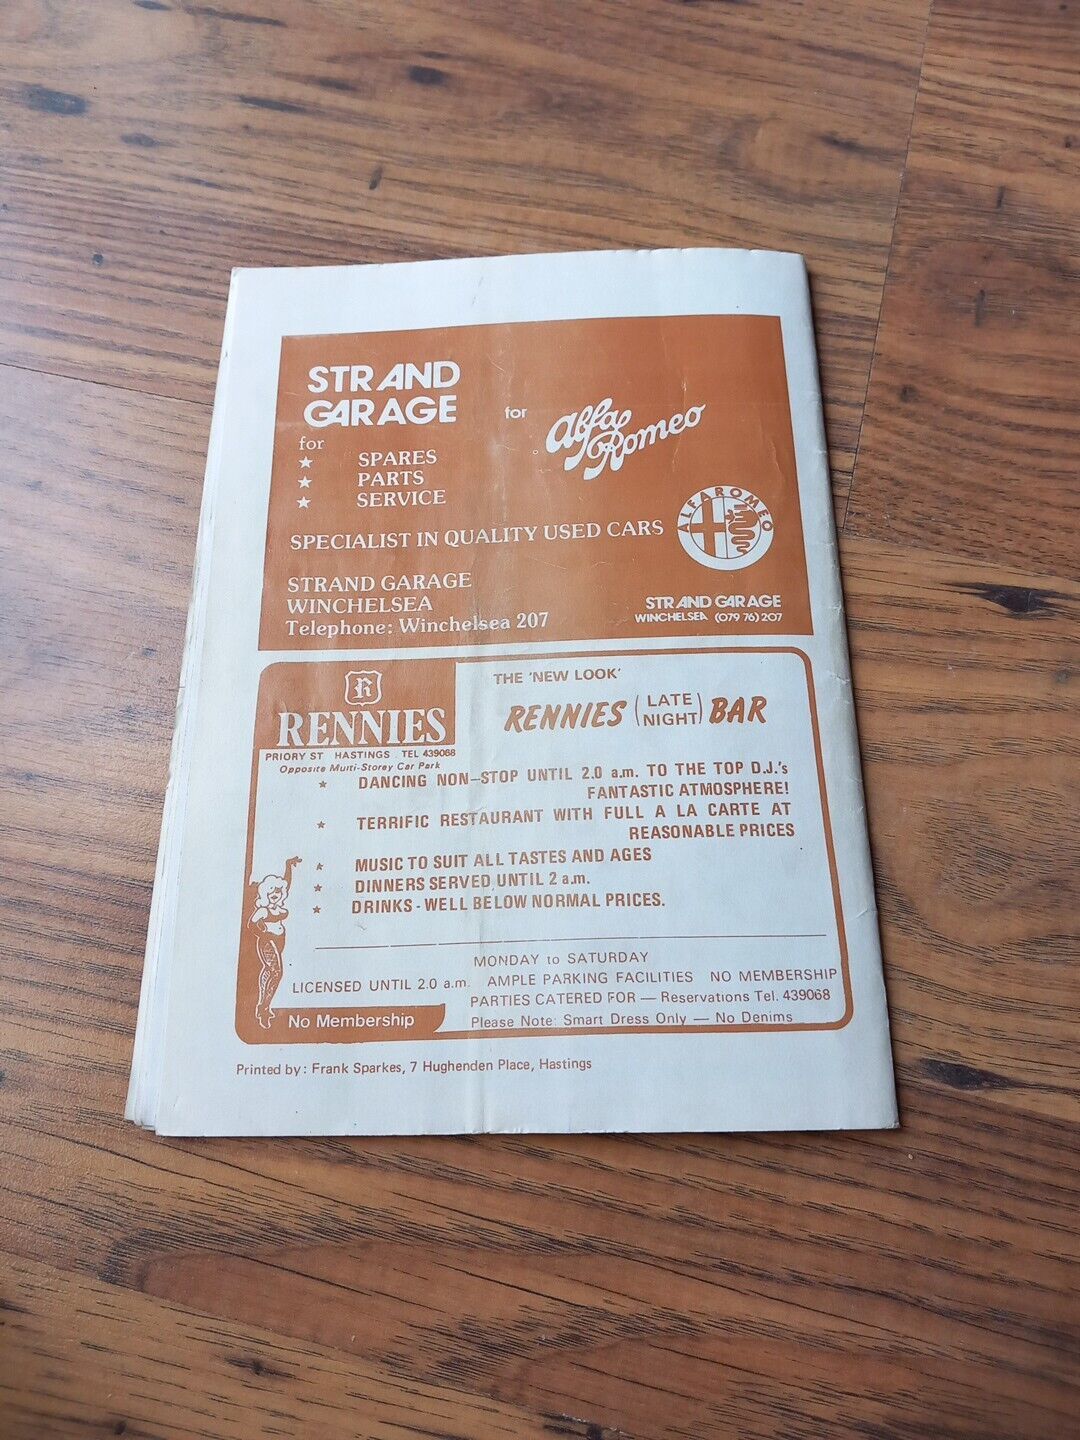 STRAND
GARAGE for Alfa Romeo
for
★ SPARES
★ PARTS
★ SERVICE
SPECIALIST IN QUALITY USED CARS
ALFA ROMEO
STRAND GARAGE
WINCHELSEA
Telephone: Winchelsea 207
STRAND GARAGE
WINCHELSEA (079 76) 207
R
RENNIES
PRIORY ST HASTINGS TEL 439068
Opposite Multi-Storey Car Park
THE 'NEW LOOK'
RENNIES (LATE NIGHT) BAR
★ DANCING NON-STOP UNTIL 2.0 a.m. TO THE TOP D.J.'s
FANTASTIC ATMOSPHERE!
★ TERRIFIC RESTAURANT WITH FULL A LA CARTE AT
REASONABLE PRICES
★ MUSIC TO SUIT ALL TASTES AND AGES
★ DINNERS SERVED UNTIL 2 a.m.
★ DRINKS - WELL BELOW NORMAL PRICES.
MONDAY to SATURDAY
LICENSED UNTIL 2.0 a.m. AMPLE PARKING FACILITIES NO MEMBERSHIP
PARTIES CATERED FOR — Reservations Tel. 439068
No Membership
Please Note: Smart Dress Only — No Denims
Printed by: Frank Sparkes, 7 Hughenden Place, Hastings